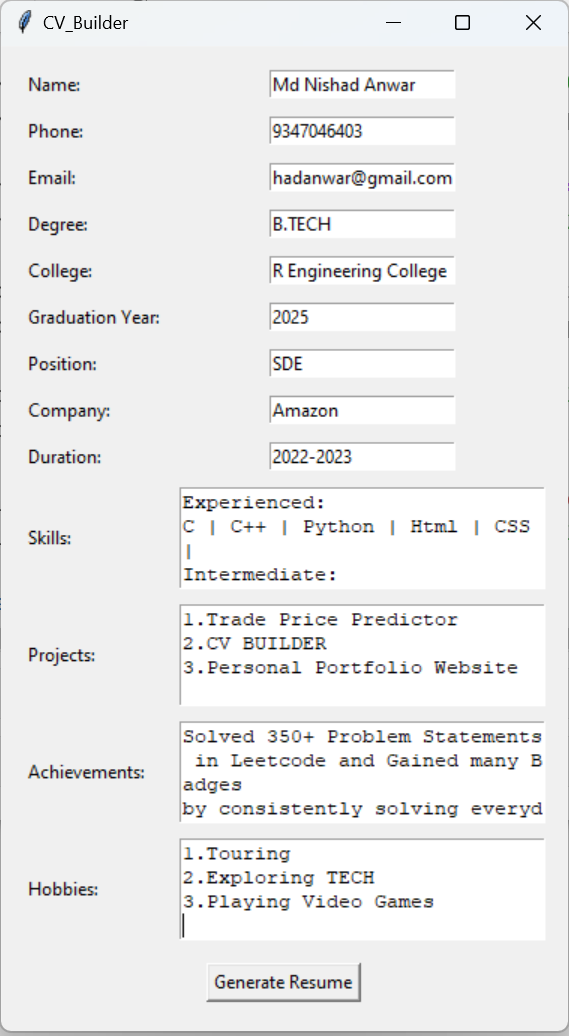 CV_Builder
Name: Md Nishad Anwar
Phone: 9347046403
Email: hadanwar@gmail.com
Degree: B.TECH
College: R Engineering College
Graduation Year: 2025
Position: SDE
Company: Amazon
Duration: 2022-2023
Experienced:
C | C++ | Python | Html | CSS
Skills:
|
Intermediate:
1.Trade Price Predictor
2.CV BUILDER
Projects:
3.Personal Portfolio Website
Solved 350+ Problem Statements
in Leetcode and Gained many B
Achievements:
adges
by consistently solving everyd
1.Touring
2.Exploring TECH
Hobbies:
3.Playing Video Games
Generate Resume